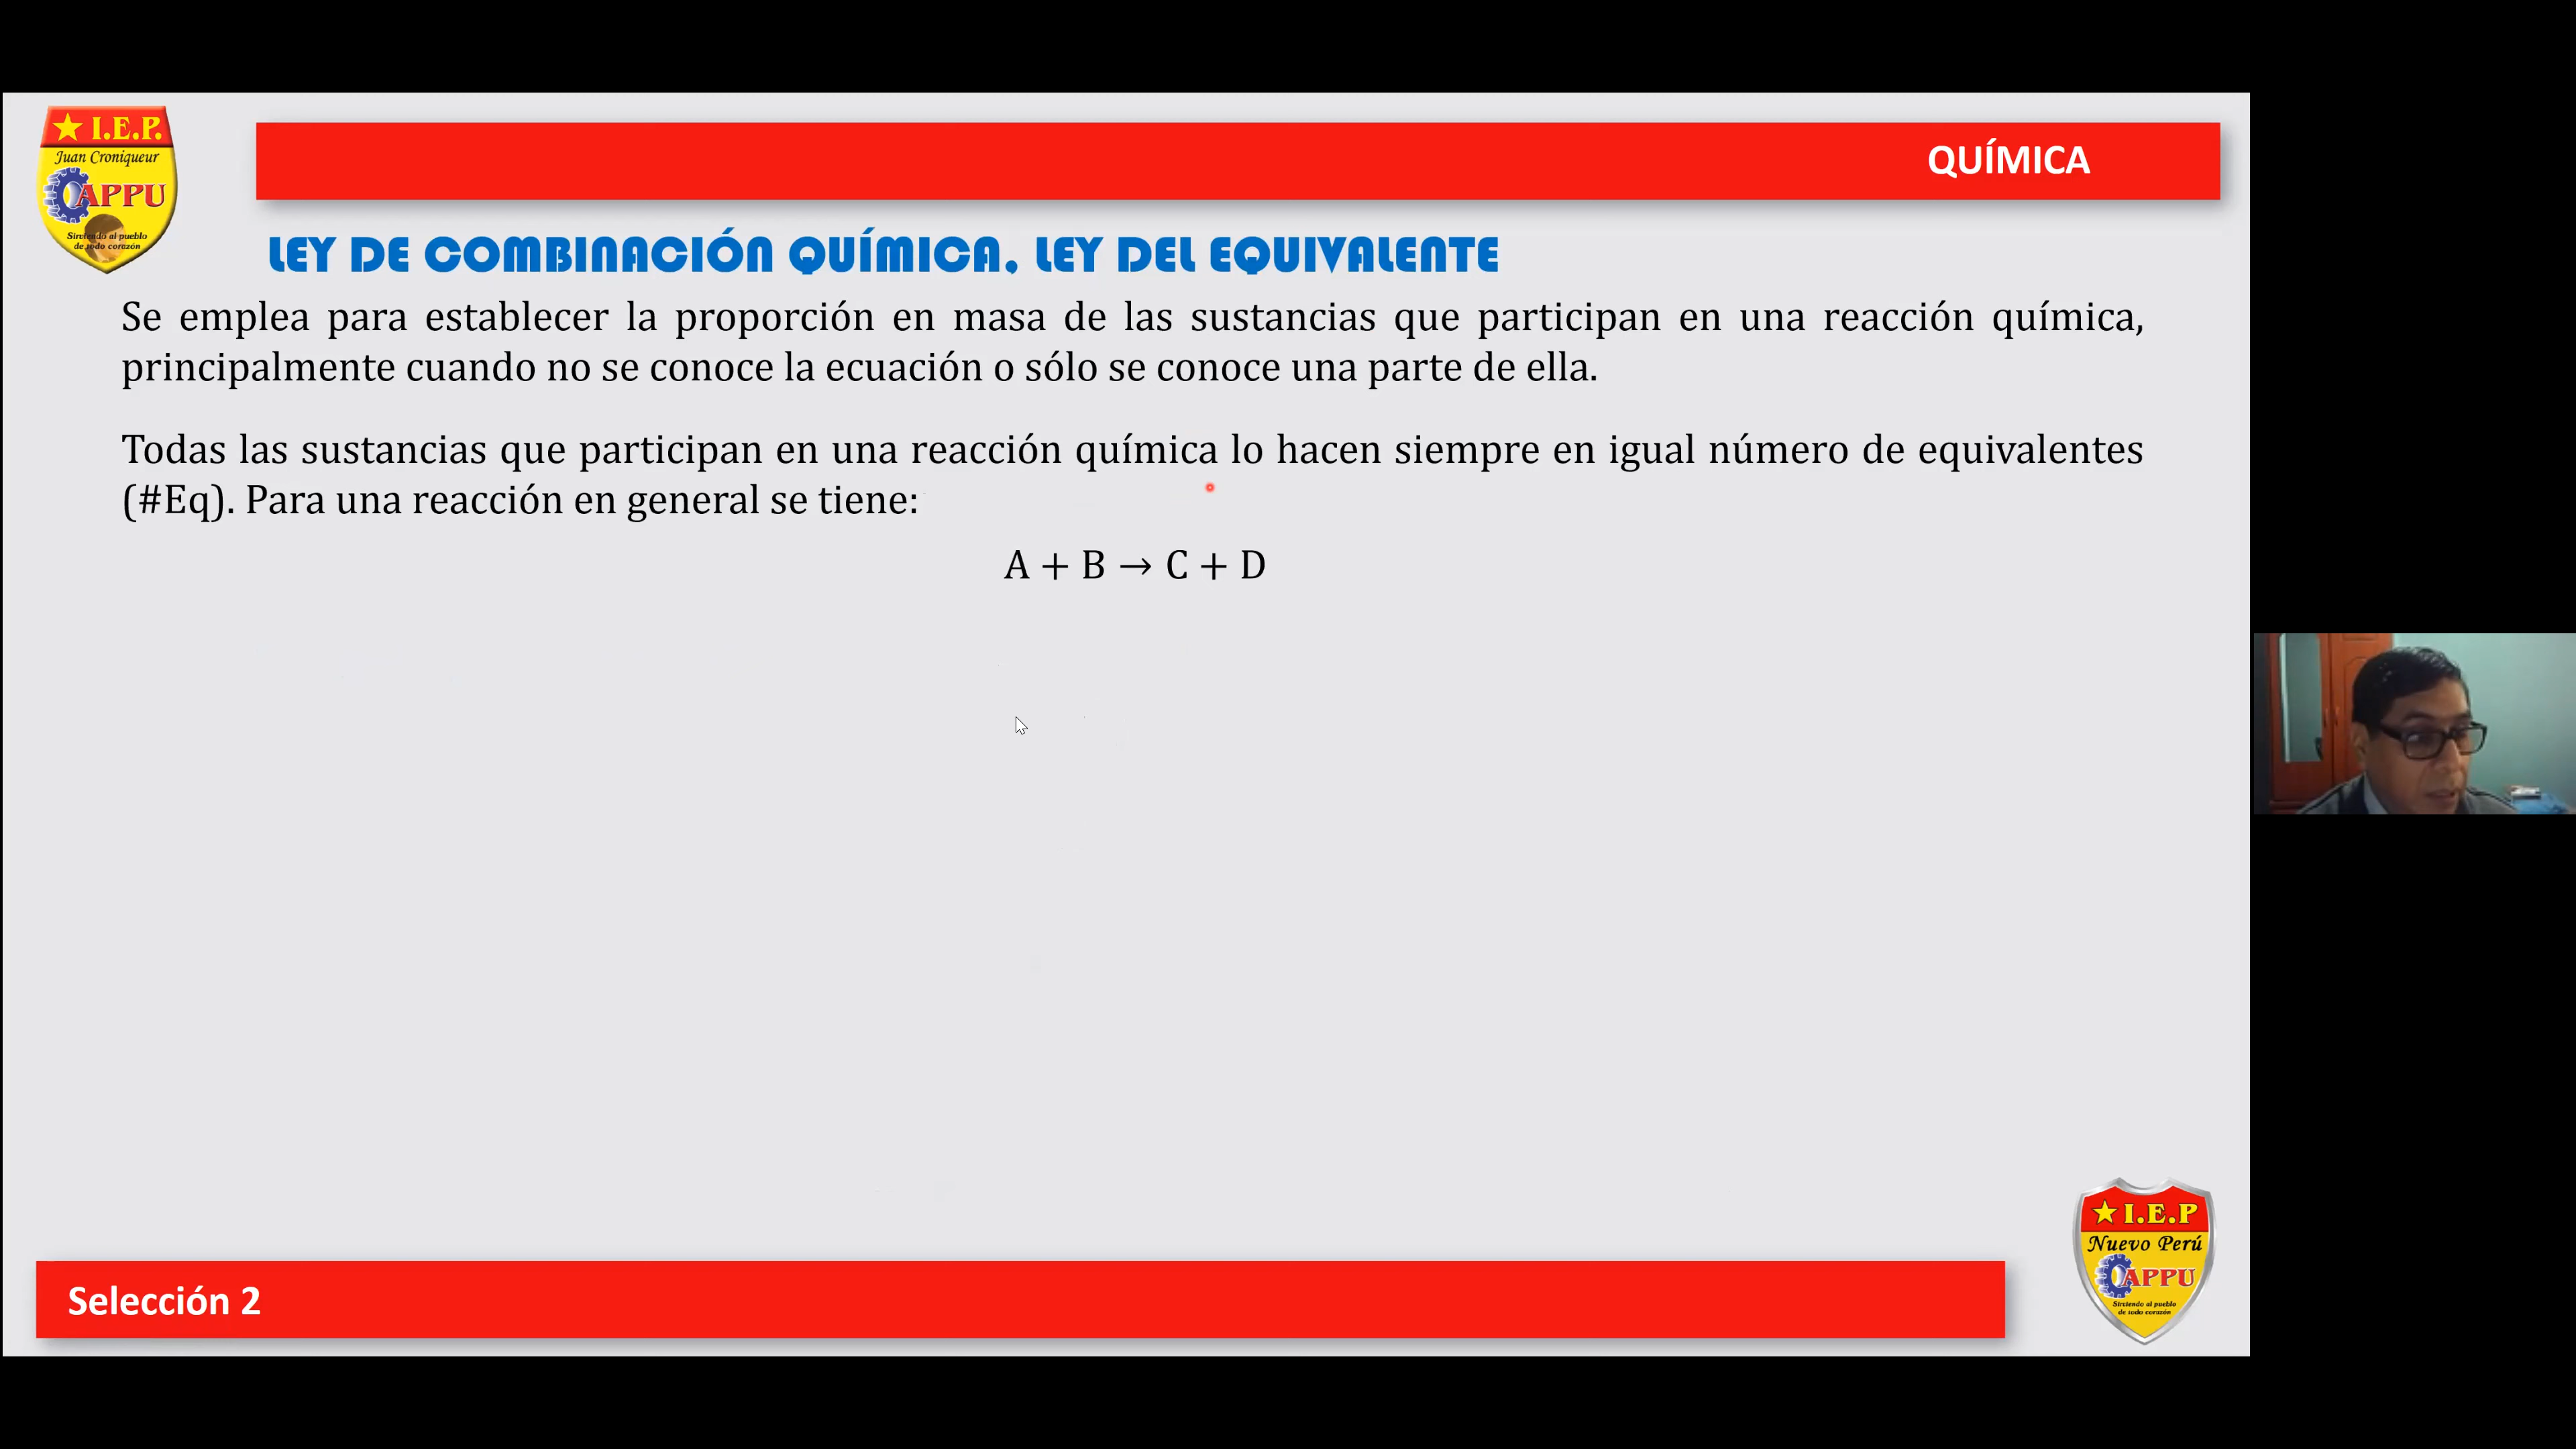 ★ I.E.P.
Juan Croniqueur
CAPPU
Sirviendo al pueblo
de todo corazón
QUÍMICA
LEY DE COMBINACIÓN QUÍMICA. LEY DEL EQUIVALENTE
Se emplea para establecer la proporción en masa de las sustancias que participan en una reacción química,
principalmente cuando no se conoce la ecuación o sólo se conoce una parte de ella.
Todas las sustancias que participan en una reacción química lo hacen siempre en igual número de equivalentes
(#Eq). Para una reacción en general se tiene:
A + B → C + D
★ I.E.P
Nuevo Perú
CAPPU
Sirviendo al pueblo
de todo corazón
Selección 2